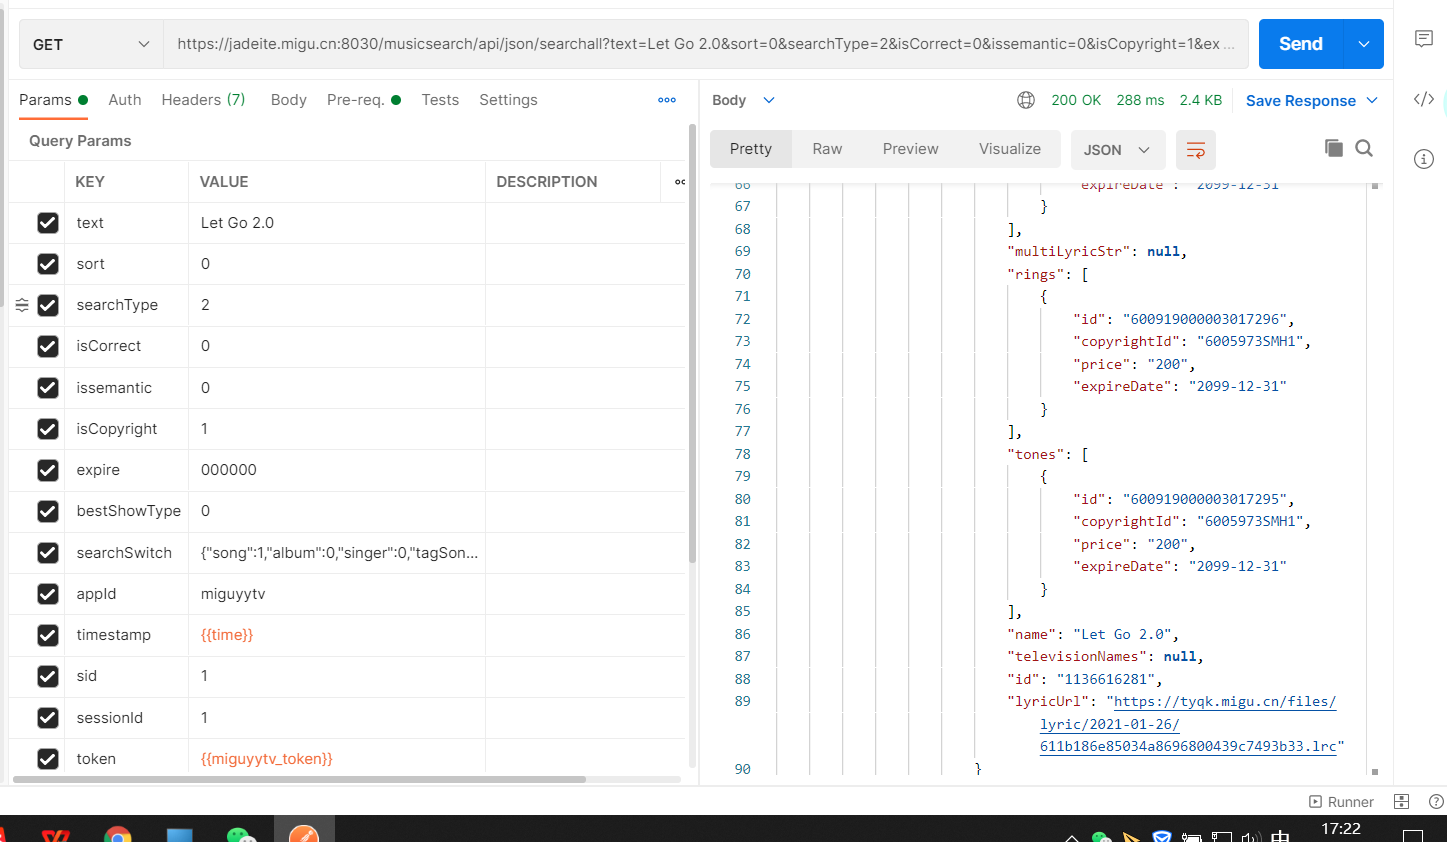 GET
https://jadeite.migu.cn:8030/musicsearch/api/json/searchall?text=Let Go 2.0&sort=0&searchType=2&isCorrect=0&issemantic=0&isCopyright=1&ex ...
Send
Params
Auth
Headers (7)
Body
Pre-req.
Tests
Settings
Query Params
KEY VALUE DESCRIPTION
text Let Go 2.0
sort 0
searchType 2
isCorrect 0
issemantic 0
isCopyright 1
expire 000000
bestShowType 0
searchSwitch {"song":1,"album":0,"singer":0,"tagSon...
appId miguyytv
timestamp {{time}}
sid 1
sessionId 1
token {{miguyytv_token}}
Body
200 OK 288 ms 2.4 KB
Save Response
Pretty Raw Preview Visualize JSON
66 "expireDate": "2099-12-31"
67 }
68 ],
69 "multiLyricStr": null,
70 "rings": [
71 {
72 "id": "600919000003017296",
73 "copyrightId": "6005973SMH1",
74 "price": "200",
75 "expireDate": "2099-12-31"
76 }
77 ],
78 "tones": [
79 {
80 "id": "600919000003017295",
81 "copyrightId": "6005973SMH1",
82 "price": "200",
83 "expireDate": "2099-12-31"
84 }
85 ],
86 "name": "Let Go 2.0",
87 "televisionNames": null,
88 "id": "1136616281",
89 "lyricUrl": "https://tyqk.migu.cn/files/
lyric/2021-01-26/
611b186e85034a8696800439c7493b33.lrc"
90 }
Runner
中
17:22